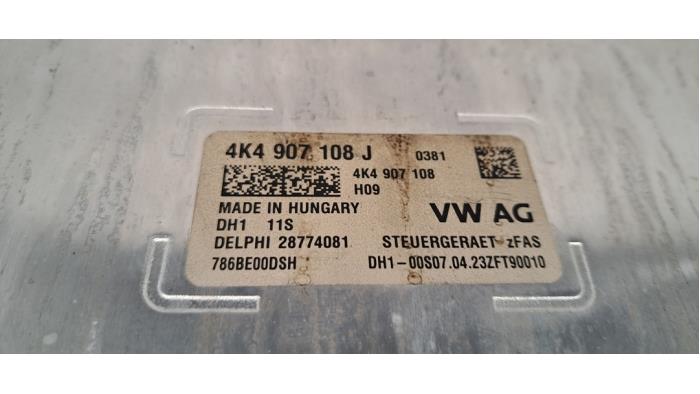 4K4 907 108 J 0381
4K4 907 108
H09
MADE IN HUNGARY
VW AG
DH1 11S
DELPHI 28774081 STEUERGERAET zFAS
786BE00DSH DH1-00S07.04.23ZFT90010